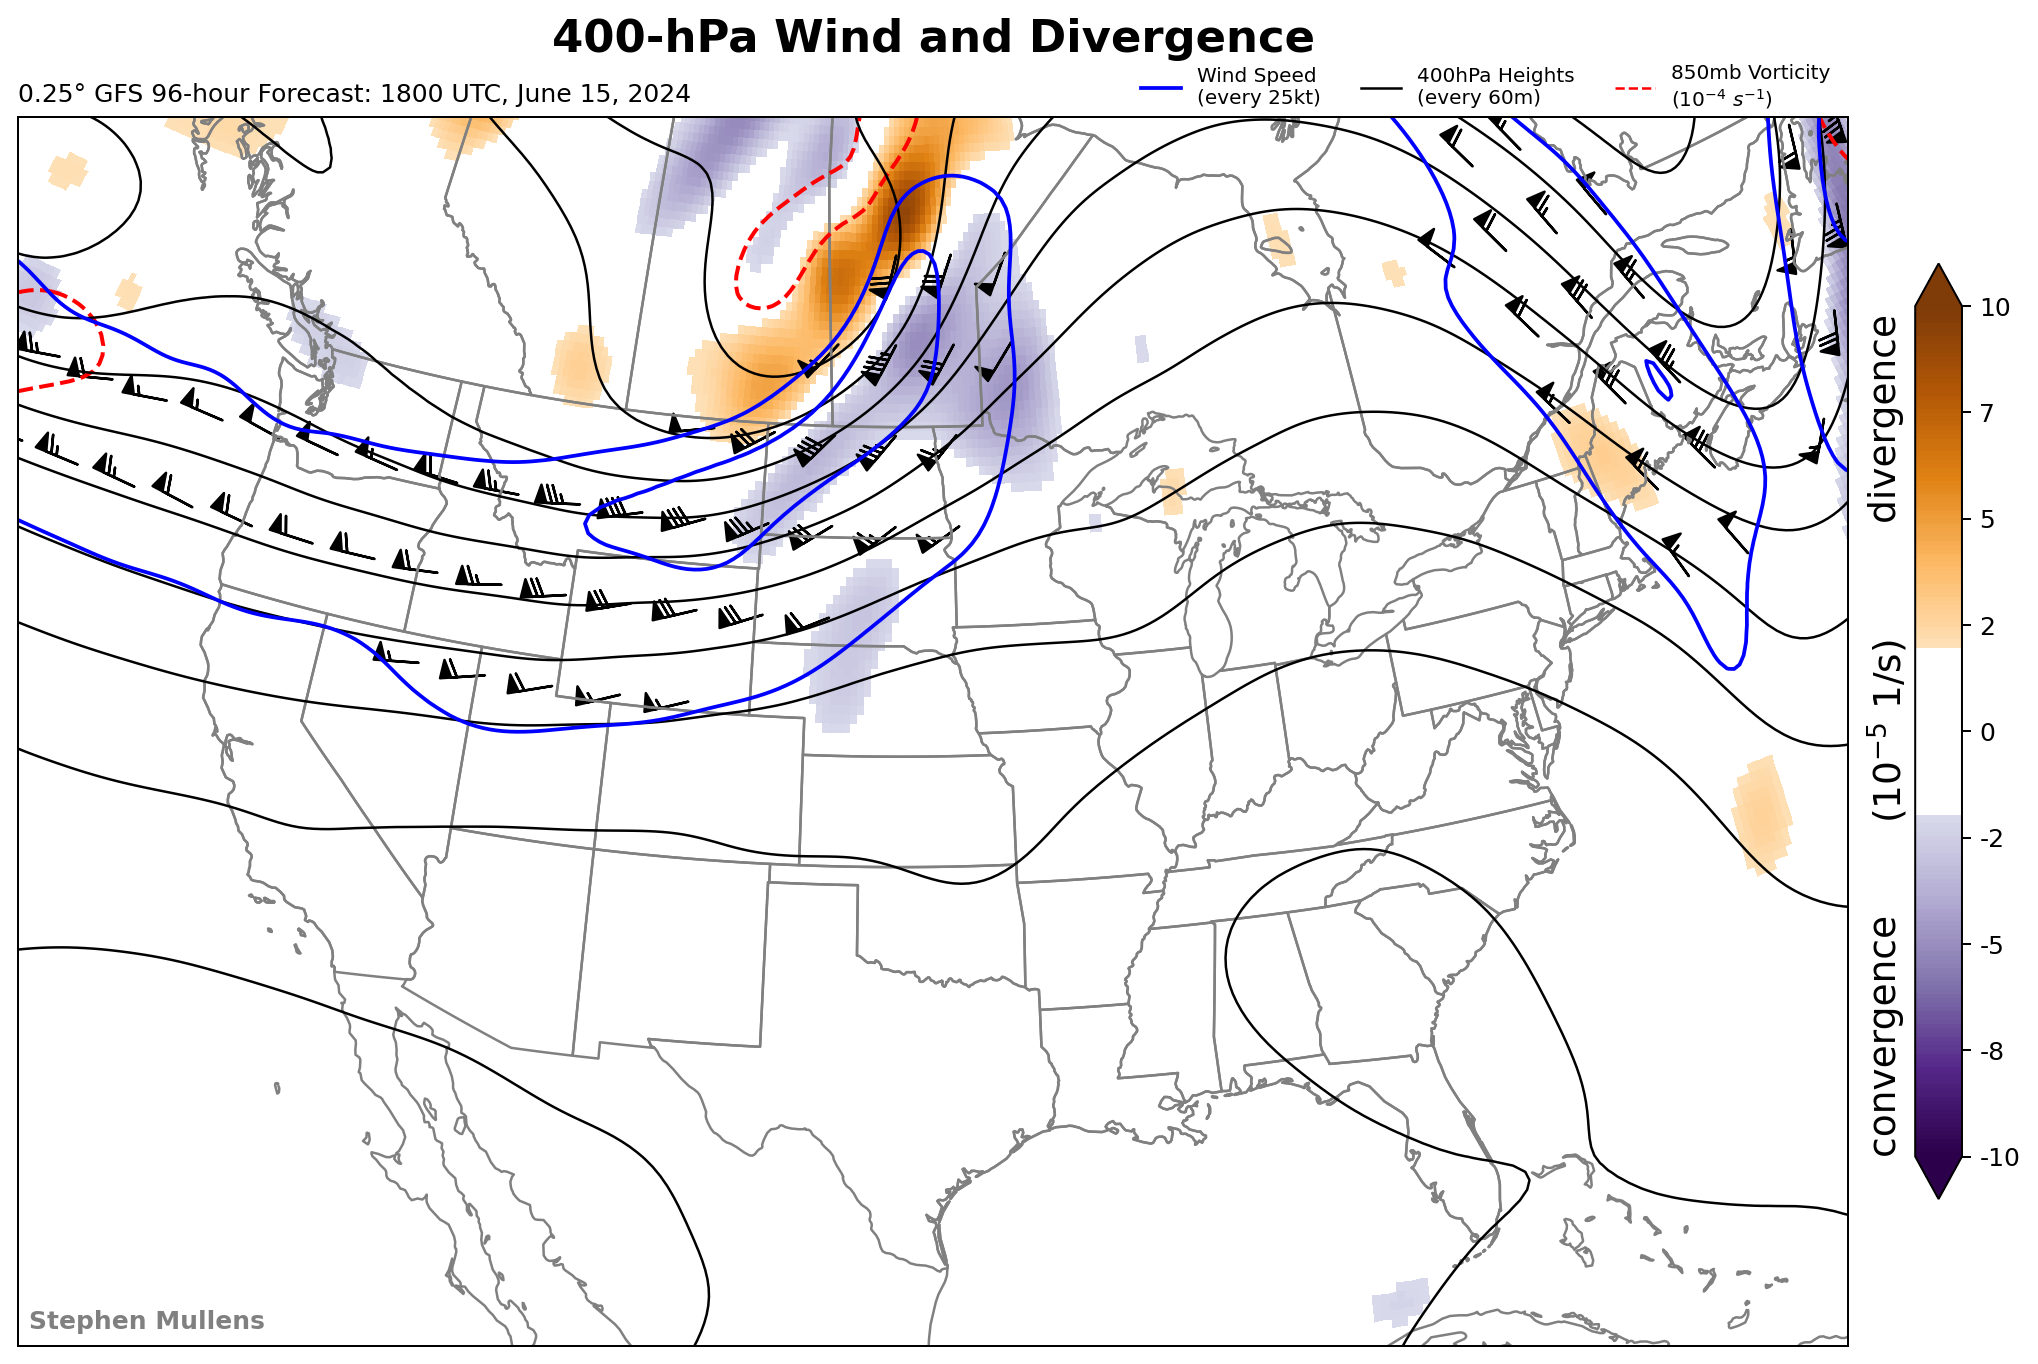 400-hPa Wind and Divergence
0.25° GFS 96-hour Forecast: 1800 UTC, June 15, 2024
Wind Speed
(every 25kt)
400hPa Heights
(every 60m)
850mb Vorticity
(10⁻⁴ s⁻¹)
10
7
5
2
0
-2
-5
-8
-10
convergence (10⁻⁵ 1/s) divergence
Stephen Mullens